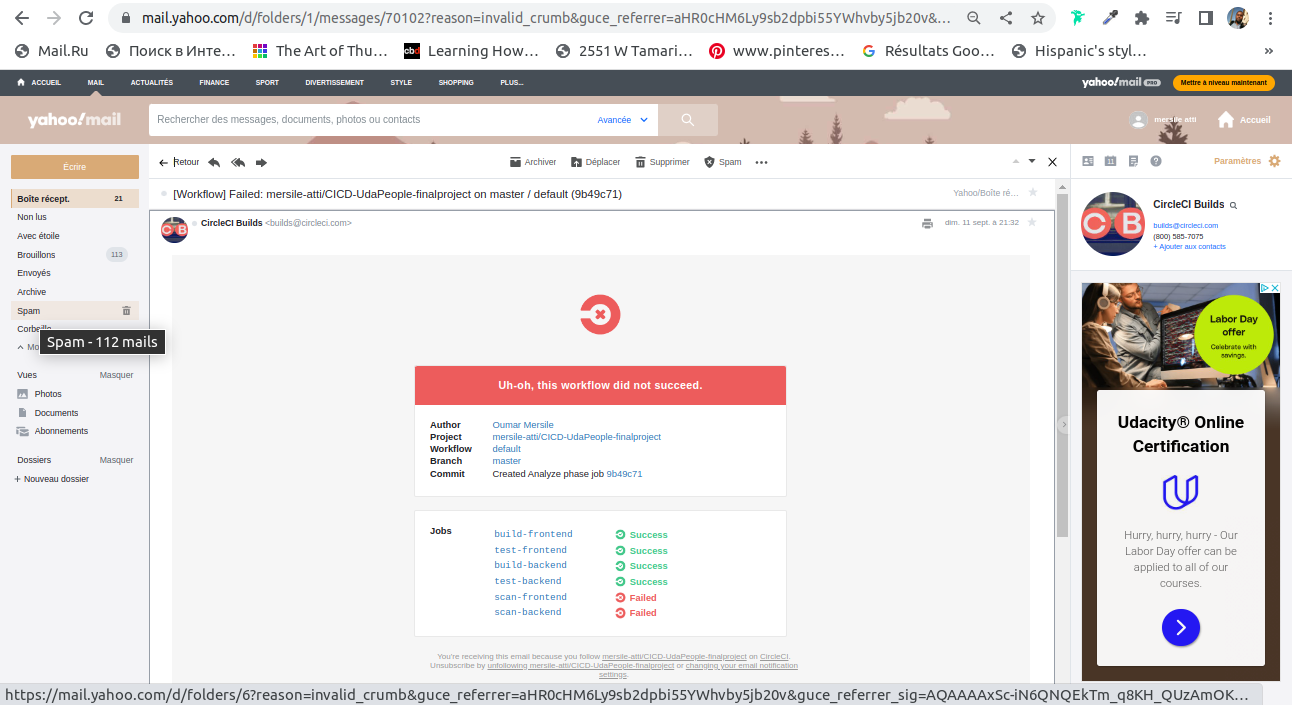 mail.yahoo.com/d/folders/1/messages/70102?reason=invalid_crumb&guce_referrer=aHR0cHM6Ly9sb2dpbi55YWhvby5jb20v&...
Mail.Ru
Поиск в Инте...
The Art of Thu...
cbd
Learning How...
2551 W Tamari...
www.pinteres...
Résultats Goo...
Hispanic's styl...
»
ACCUEIL MAIL ACTUALITÉS FINANCE SPORT DIVERTISSEMENT STYLE SHOPPING PLUS...
yahoo!mail PRO
Mettre à niveau maintenant
yahoo!mail
Rechercher des messages, documents, photos ou contacts
Avancée
mersile atti
Accueil
Écrire
Retour
Archiver
Déplacer
Supprimer
Spam
Paramètres
Boîte récept. 21
Non lus
Avec étoile
Brouillons 113
Envoyés
Archive
Spam
Corbeille
Mo
Spam - 112 mails
Vues Masquer
Photos
Documents
Abonnements
Dossiers Masquer
+ Nouveau dossier
[Workflow] Failed: mersile-atti/CICD-UdaPeople-finalproject on master / default (9b49c71)
Yahoo/Boîte ré...
CB
CircleCI Builds <builds@circleci.com>
dim. 11 sept. à 21:32
Uh-oh, this workflow did not succeed.
Author Oumar Mersile
Project mersile-atti/CICD-UdaPeople-finalproject
Workflow default
Branch master
Commit Created Analyze phase job 9b49c71
Jobs
build-frontend Success
test-frontend Success
build-backend Success
test-backend Success
scan-frontend Failed
scan-backend Failed
You're receiving this email because you follow mersile-atti/CICD-UdaPeople-finalproject on CircleCI.
Unsubscribe by unfollowing mersile-atti/CICD-UdaPeople-finalproject or changing your email notification
settings.
11
CB
CircleCI Builds
builds@circleci.com
(800) 585-7075
+ Ajouter aux contacts
Labor Day
offer
Celebrate with
savings.
Udacity® Online
Certification
Hurry, hurry, hurry - Our
Labor Day offer can be
applied to all of our
courses.
https://mail.yahoo.com/d/folders/6?reason=invalid_crumb&guce_referrer=aHR0cHM6Ly9sb2dpbi55YWhvby5jb20v&guce_referrer_sig=AQAAAAxSc-iN6QNQEkTm_q8KH_QUzAmOK...